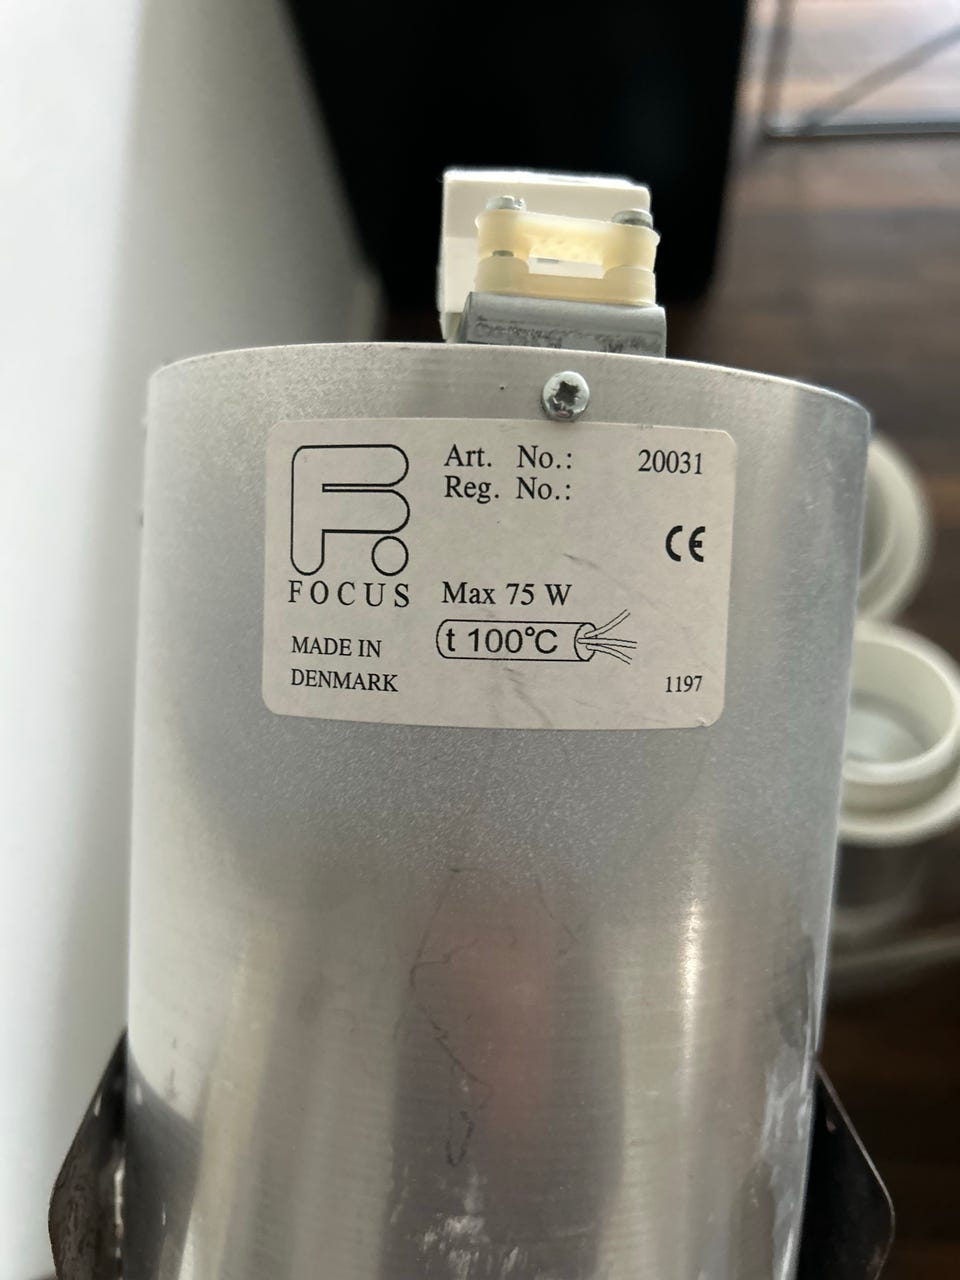 Art. No.: 20031
Reg. No.:
CE
FOCUS
Max 75 W
t 100°C
MADE IN
DENMARK
1197